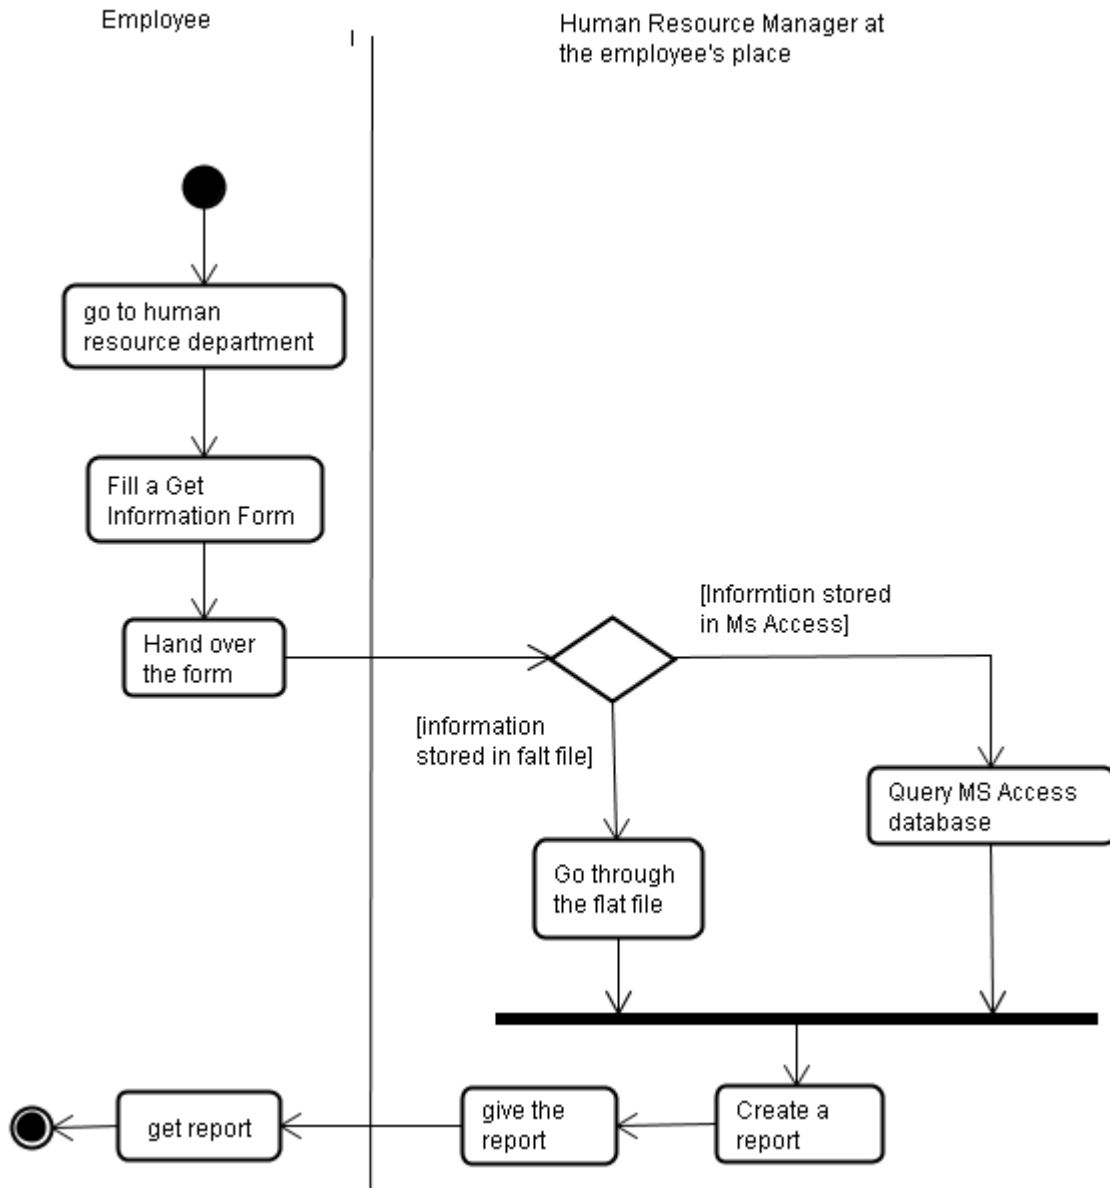 Employee
Human Resource Manager at
the employee's place
go to human
resource department
Fill a Get
Information Form
Hand over
the form
[Informtion stored
in Ms Access]
[information
stored in falt file]
Query MS Access
database
Go through
the flat file
Create a
report
give the
report
get report